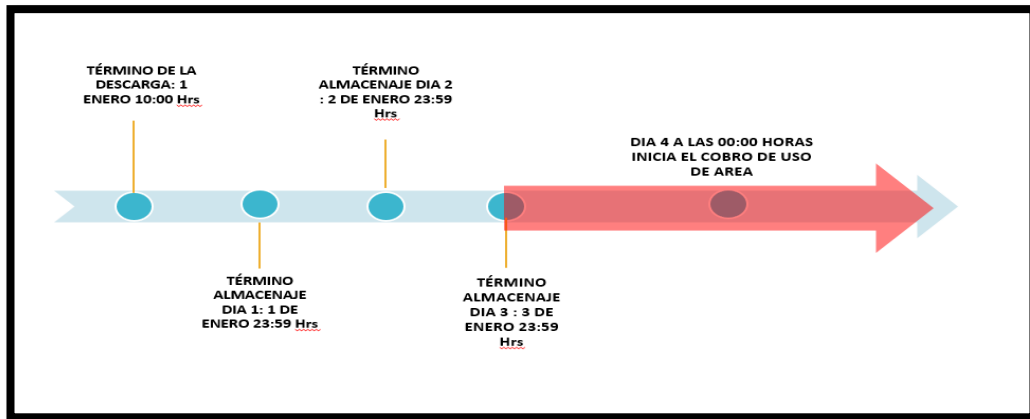 TÉRMINO DE LA
DESCARGA: 1
ENERO 10:00 Hrs
TÉRMINO
ALMACENAJE
DIA 1: 1 DE
ENERO 23:59 Hrs
TÉRMINO
ALMACENAJE DIA 2
: 2 DE ENERO 23:59
Hrs
TÉRMINO
ALMACENAJE
DIA 3 : 3 DE
ENERO 23:59
Hrs
DIA 4 A LAS 00:00 HORAS
INICIA EL COBRO DE USO
DE AREA